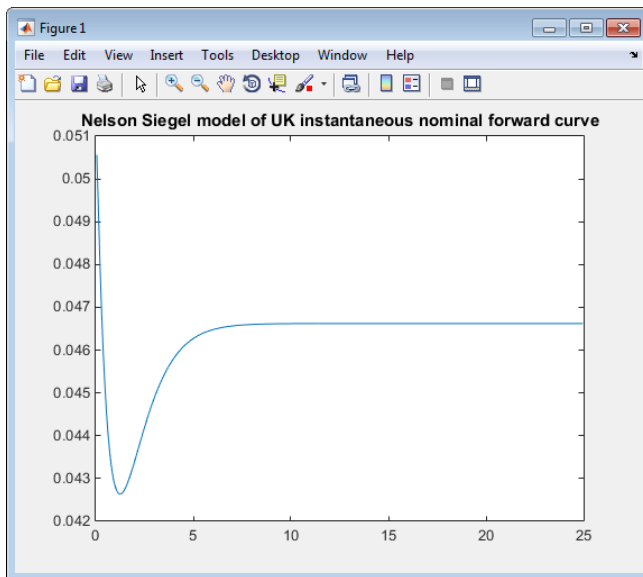 Figure 1
File Edit View Insert Tools Desktop Window Help
Nelson Siegel model of UK instantaneous nominal forward curve
0.051
0.05
0.049
0.048
0.047
0.046
0.045
0.044
0.043
0.042
0 5 10 15 20 25